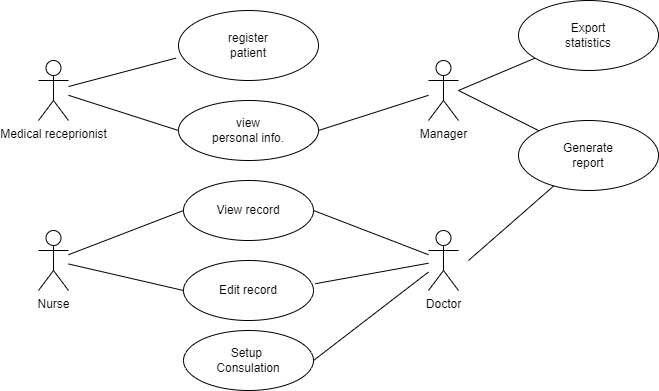 register
patient
Export
statistics
Medical receprionist
view
personal info.
Manager
Generate
report
View record
Nurse
Edit record
Doctor
Setup
Consulation